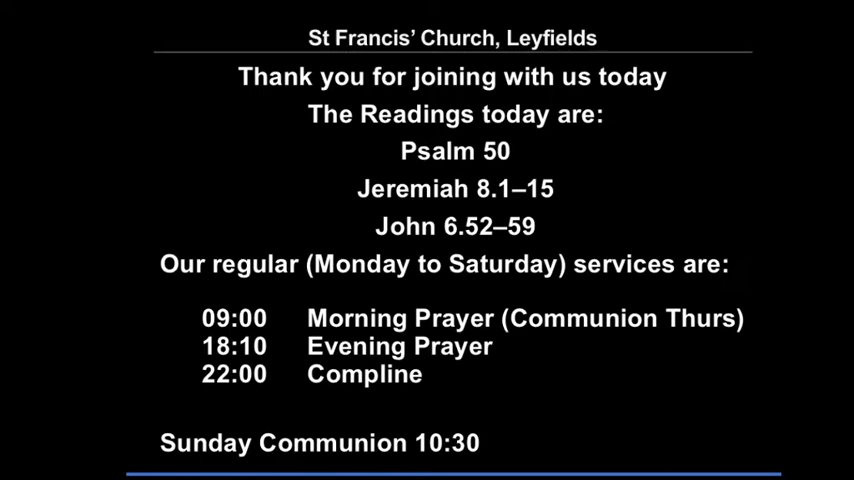 St Francis’ Church, Leyfields
Thank you for joining with us today
The Readings today are:
Psalm 50
Jeremiah 8.1–15
John 6.52–59
Our regular (Monday to Saturday) services are:
09:00 Morning Prayer (Communion Thurs)
18:10 Evening Prayer
22:00 Compline
Sunday Communion 10:30